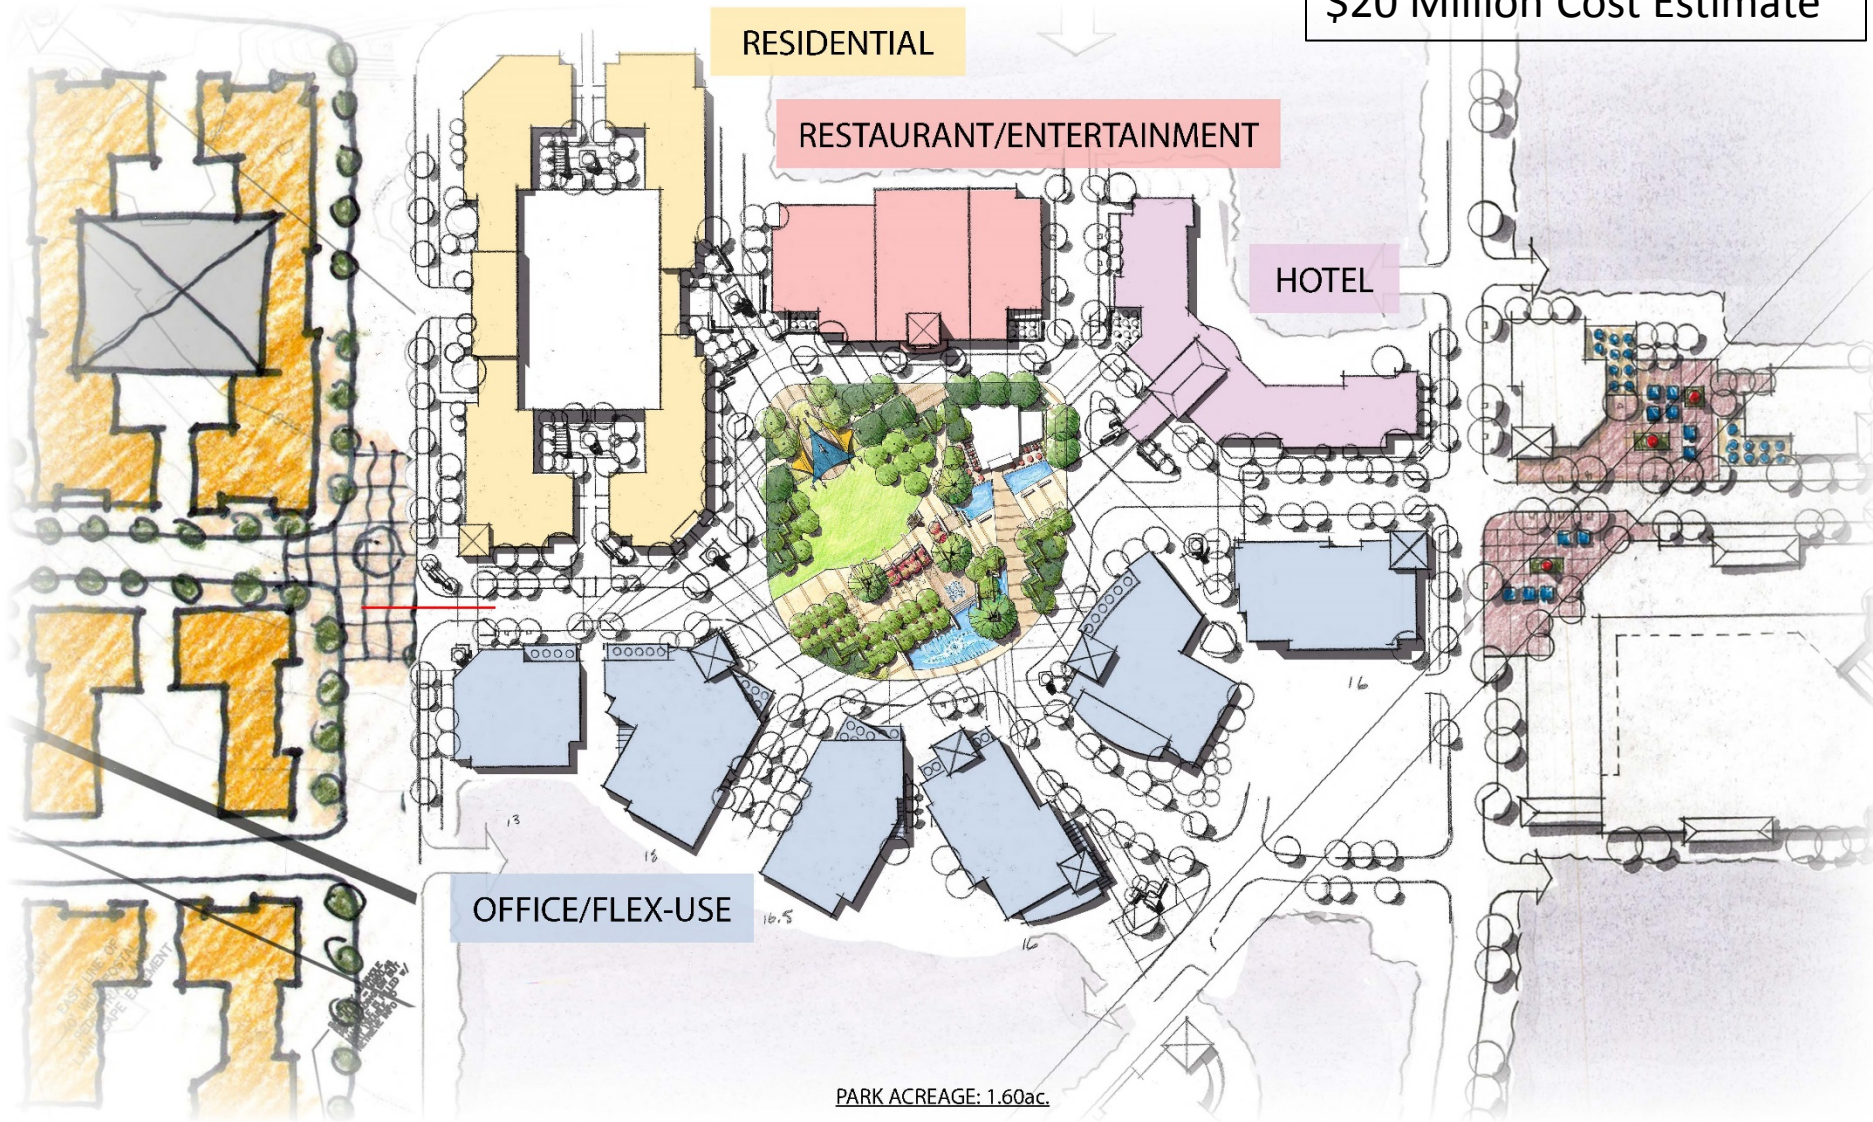 $20 Million Cost Estimate
RESIDENTIAL
RESTAURANT/ENTERTAINMENT
HOTEL
16
13
18
OFFICE/FLEX-USE
16.5
16
EASEMENT
PARK ACREAGE: 1.60ac.